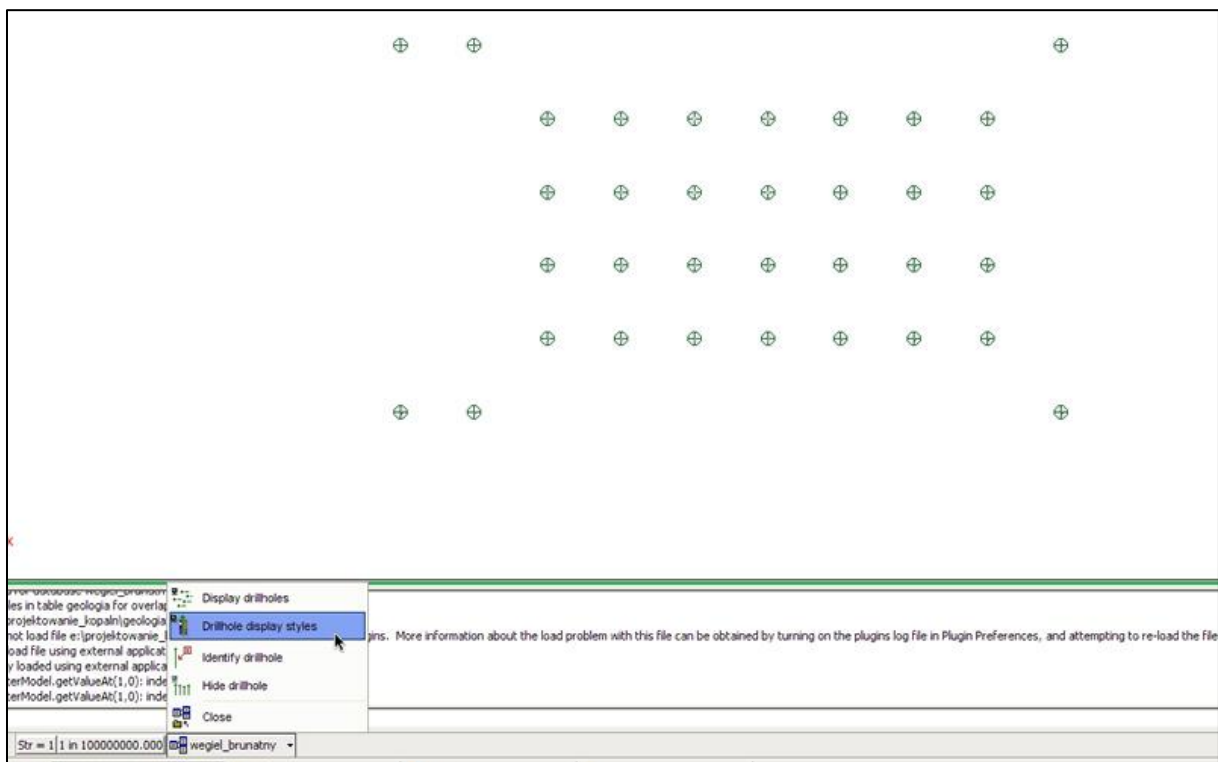 X
les in table geologia for overlap
projektowanie_kopaln\geologia
not load file e:\projektowanie_ gins. More information about the load problem with this file can be obtained by turning on the plugins log file in Plugin Preferences, and attempting to re-load the file
oad file using external applicat
y loaded using external applica
terModel.getValueAt(1,0): inde
terModel.getValueAt(1,0): inde
Display drillholes
Drillhole display styles
Identify drillhole
Hide drillhole
Close
Str = 1 1 in 100000000.000 wegiel_brunatny